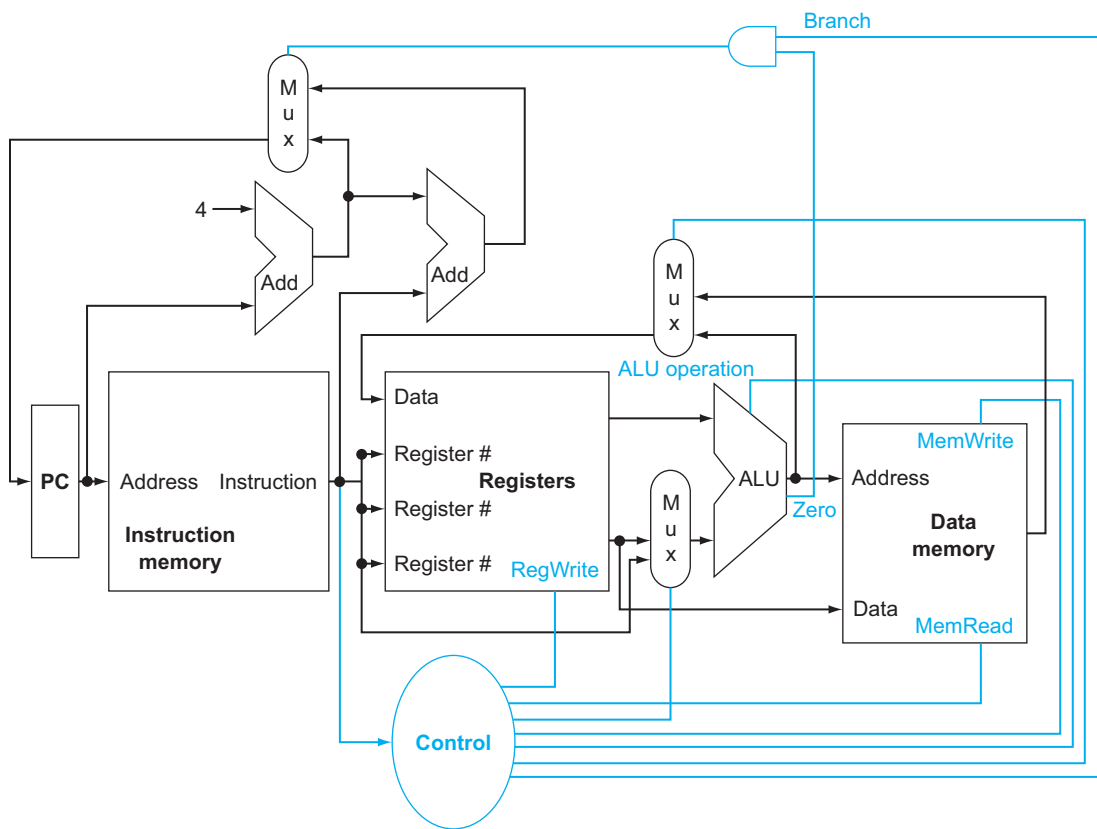 Branch
M
u
x
4
Add
Add
M
u
x
ALU operation
Data
Register #
Registers
Register #
Register #
RegWrite
PC
Address
Instruction
Instruction
memory
M
u
x
ALU
Zero
MemWrite
Address
Data
memory
Data
MemRead
Control